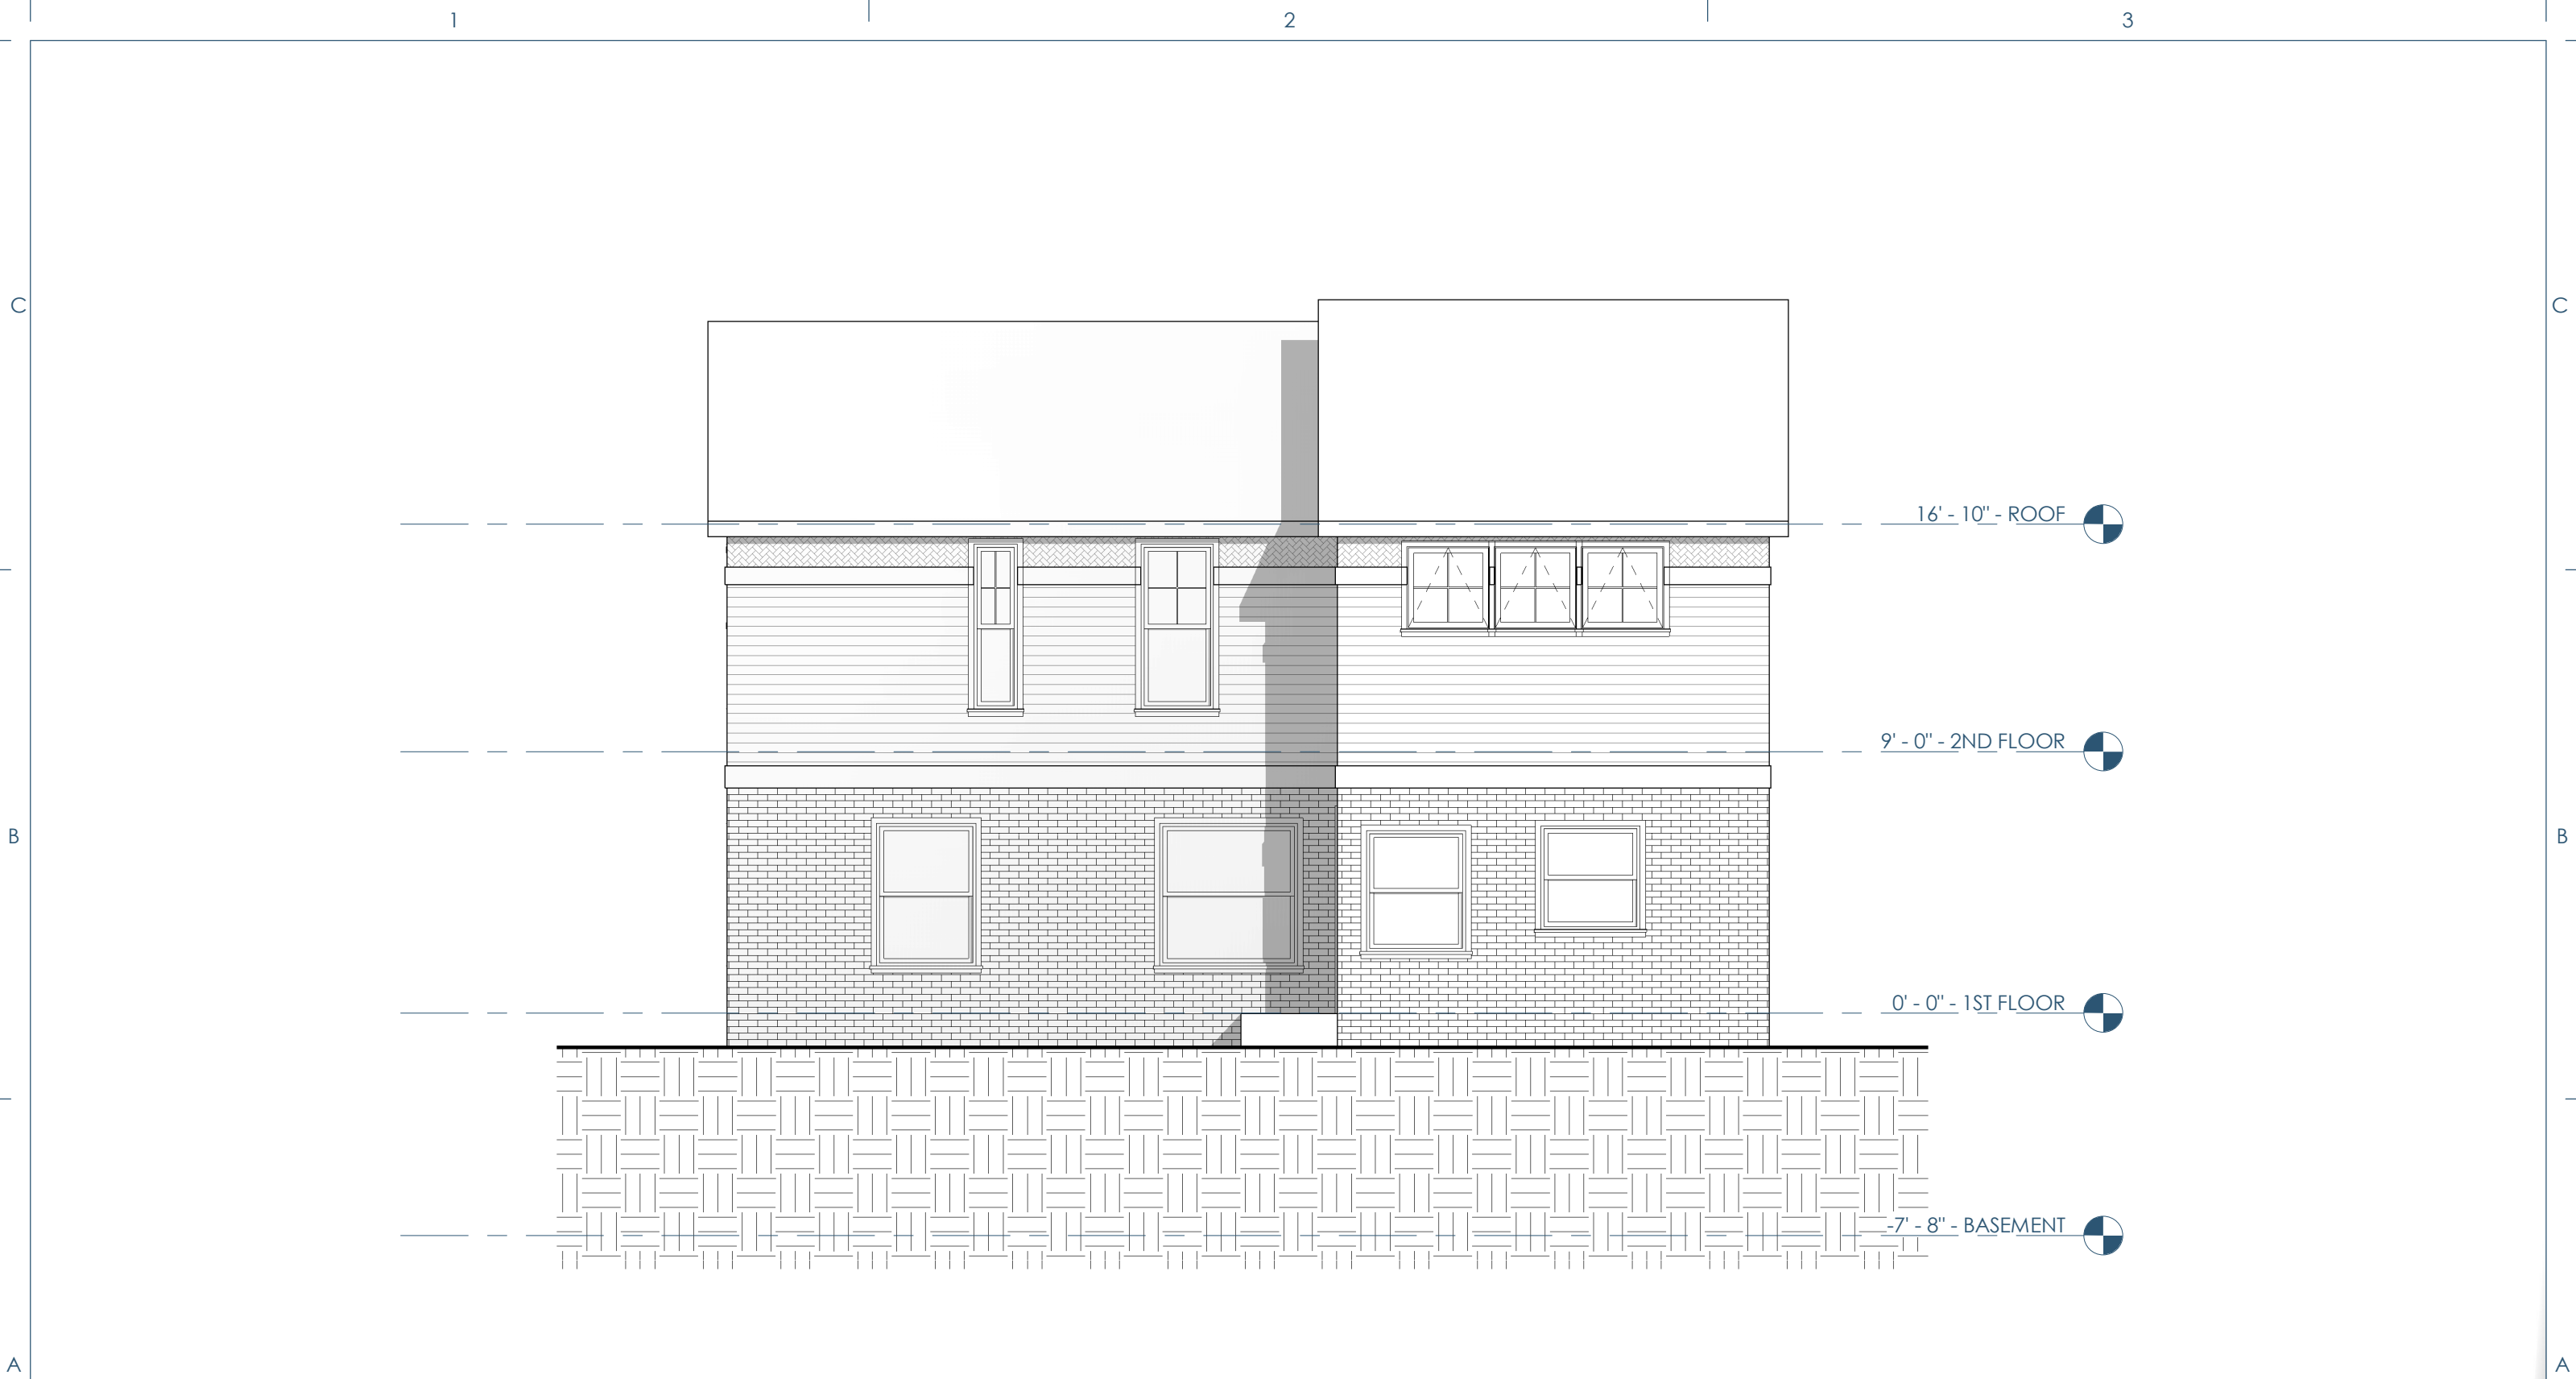 1 2 3
C C
16' - 10" - ROOF
9' - 0" - 2ND FLOOR
B B
0' - 0" - 1ST FLOOR
-7' - 8" - BASEMENT
A A